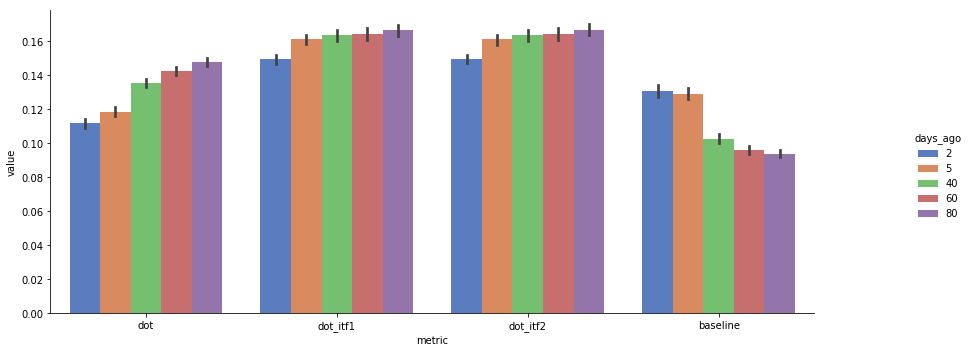 value
0.16
0.14
0.12
0.10
0.08
0.06
0.04
0.02
0.00
dot
dot_itf1
dot_itf2
baseline
metric
days_ago
2
5
40
60
80